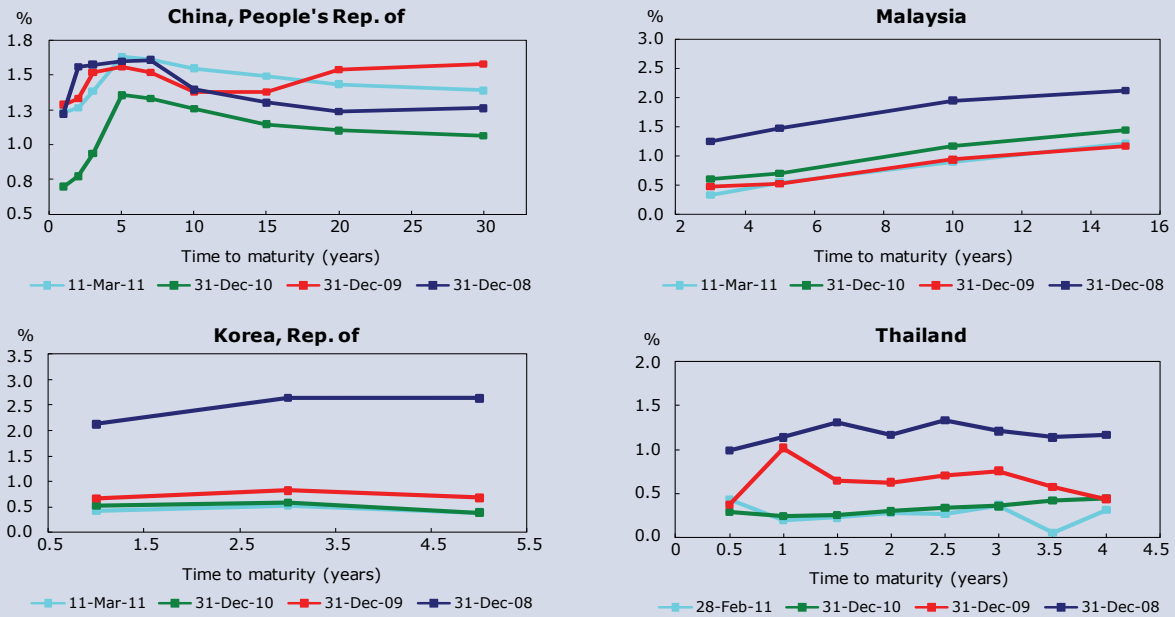 China, People's Rep. of
%
1.8
1.5
1.3
1.0
0.8
0.5
0 5 10 15 20 25 30
Time to maturity (years)
11-Mar-11 31-Dec-10 31-Dec-09 31-Dec-08
Malaysia
%
3.0
2.5
2.0
1.5
1.0
0.5
0.0
2 4 6 8 10 12 14 16
Time to maturity (years)
11-Mar-11 31-Dec-10 31-Dec-09 31-Dec-08
Korea, Rep. of
%
3.5
3.0
2.5
2.0
1.5
1.0
0.5
0.0
0.5 1.5 2.5 3.5 4.5 5.5
Time to maturity (years)
11-Mar-11 31-Dec-10 31-Dec-09 31-Dec-08
Thailand
%
2.0
1.5
1.0
0.5
0.0
0 0.5 1 1.5 2 2.5 3 3.5 4 4.5
Time to maturity (years)
28-Feb-11 31-Dec-10 31-Dec-09 31-Dec-08